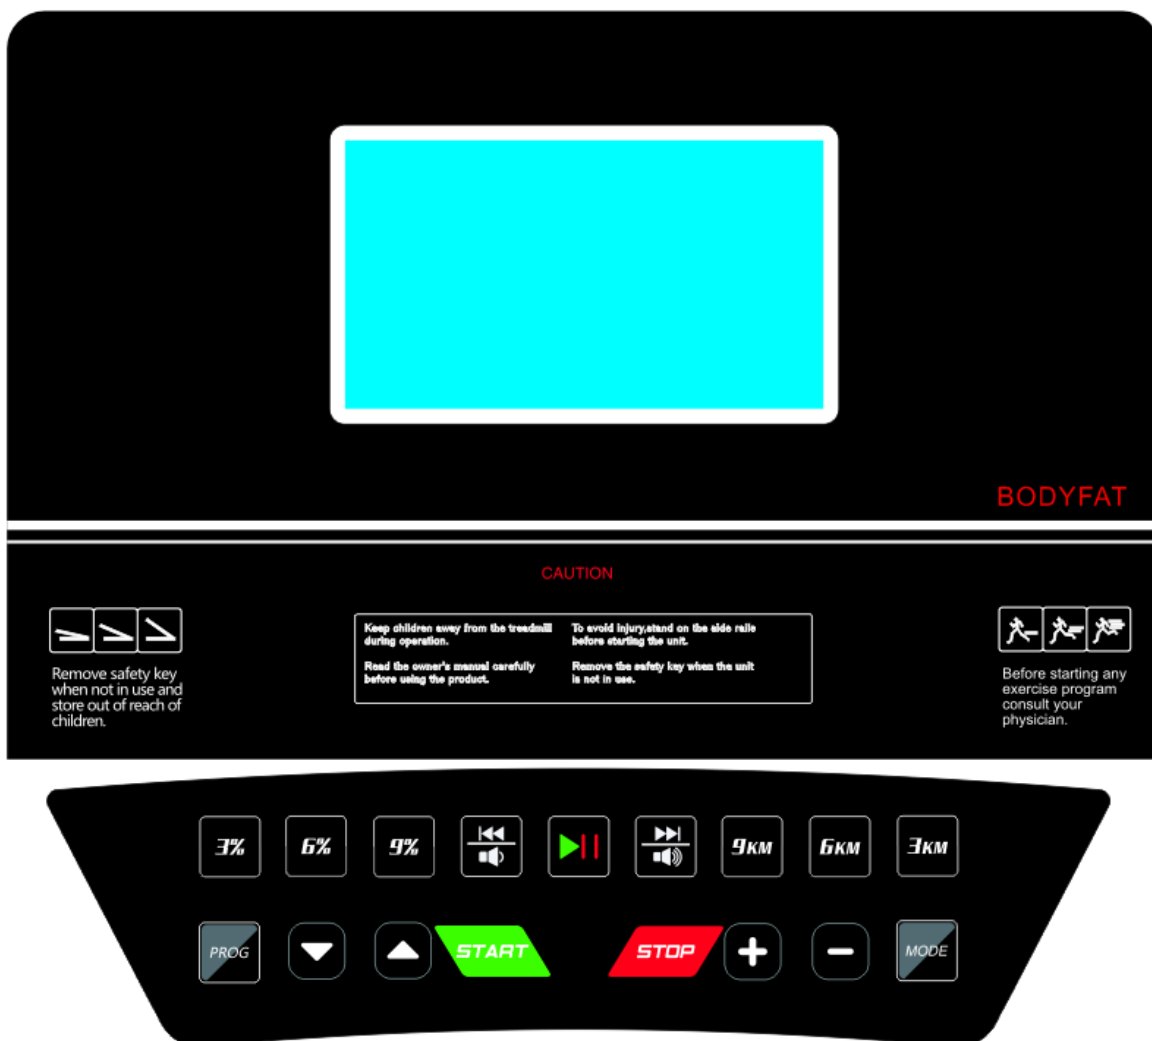 BODYFAT
CAUTION
Remove safety key
when not in use and
store out of reach of
children.
Keep children away from the treadmill
during operation.
Read the owner's manual carefully
before using the product.
To avoid injury,stand on the side rails
before starting the unit.
Remove the safety key when the unit
is not in use.
Before starting any
exercise program
consult your
physician.
3% 6% 9% 9KM 6KM 3KM
PROG START STOP + - MODE